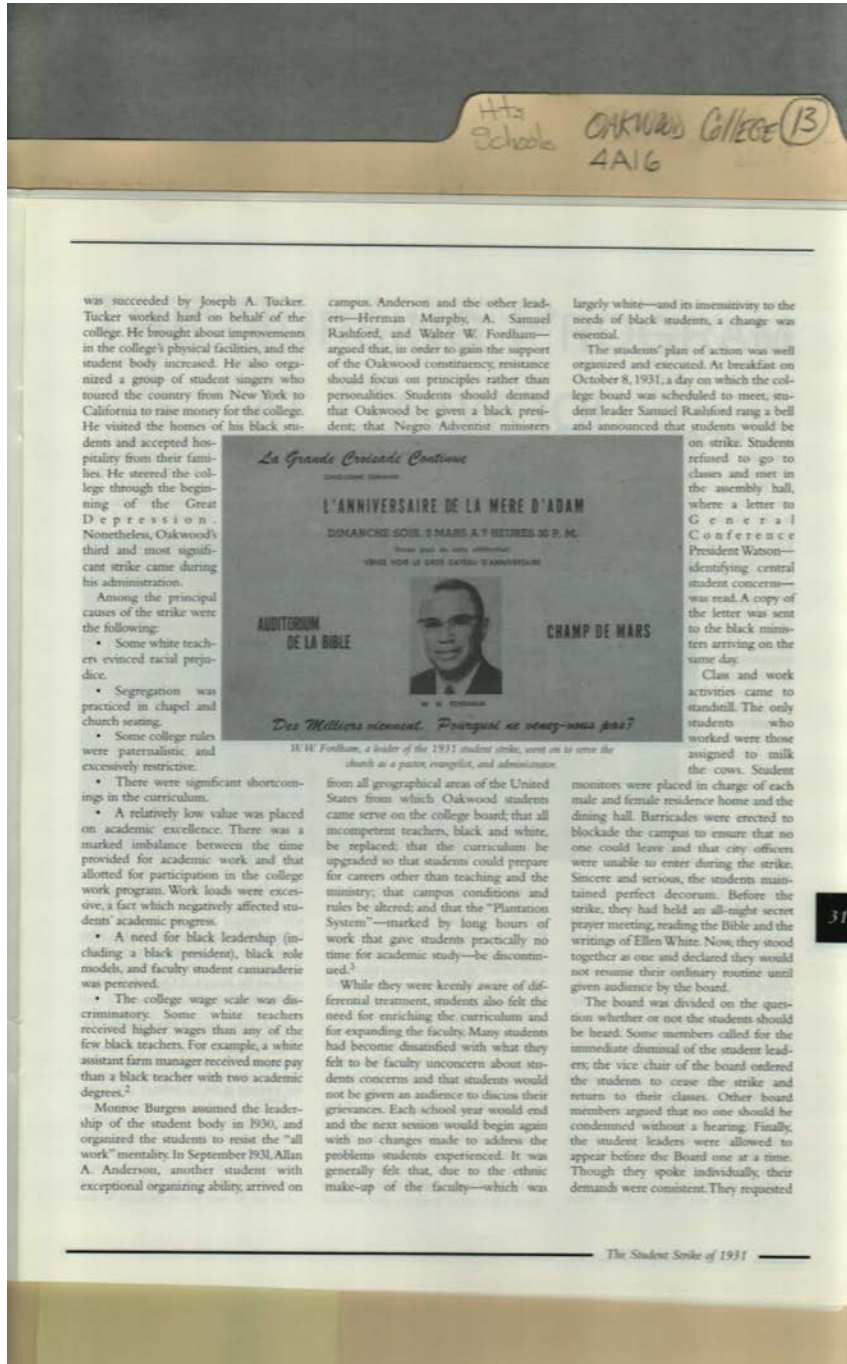 Hts
Schools
OAKWOOD COllEGE 13
4A16
was succeeded by Joseph A. Tucker.
Tucker worked hard on behalf of the
college. He brought about improvements
in the college's physical facilities, and the
student body increased. He also orga-
nized a group of student singers who
toured the country from New York to
California to raise money for the college.
He visited the homes of his black stu-
dents and accepted hos-
pitality from their fami-
lies. He steered the col-
lege through the begin-
ning of the Great
Depression.
Nonetheless, Oakwood's
third and most signifi-
cant strike came during
his administration.
Among the principal
causes of the strike were
the following:
• Some white teach-
ers evinced racial preju-
dice.
• Segregation was
practiced in chapel and
church seating.
• Some college rules
were paternalistic and
excessively restrictive.
• There were significant shortcom-
ings in the curriculum.
• A relatively low value was placed
on academic excellence. There was a
marked imbalance between the time
provided for academic work and that
allotted for participation in the college
work program. Work loads were exces-
sive, a fact which negatively affected stu-
dents' academic progress.
• A need for black leadership (in-
cluding a black president), black role
models, and faculty student camaraderie
was perceived.
• The college wage scale was dis-
criminatory. Some white teachers
received higher wages than any of the
few black teachers. For example, a white
assistant farm manager received more pay
than a black teacher with two academic
degrees.2
Monroe Burgess assumed the leader-
ship of the student body in 1930, and
organized the students to resist the "all
work" mentality. In September 1931, Allan
A. Anderson, another student with
exceptional organizing ability, arrived on
campus. Anderson and the other lead-
ers—Herman Murphy, A. Samuel
Rashford, and Walter W. Fordham—
argued that, in order to gain the support
of the Oakwood constituency, resistance
should focus on principles rather than
personalities. Students should demand
that Oakwood be given a black presi-
dent; that Negro Adventist ministers
La Grande Croisade Continue
L'ANNIVERSAIRE DE LA MERE D'ADAM
DIMANCHE SOIR, 3 MARS A 7 HEURES 30 P. M.
VENEZ VOIR LE GROS GATEAU D'ANNIVERSAIRE
AUDITORIUM
DE LA BIBLE
CHAMP DE MARS
W. W. FORDHAM
Des Milliers viennent. Pourquoi ne venez-vous pas?
W. W. Fordham, a leader of the 1931 student strike, went on to serve the
church as a pastor, evangelist, and administrator.
from all geographical areas of the United
States from which Oakwood students
came serve on the college board; that all
incompetent teachers, black and white,
be replaced; that the curriculum be
upgraded so that students could prepare
for careers other than teaching and the
ministry; that campus conditions and
rules be altered; and that the "Plantation
System"—marked by long hours of
work that gave students practically no
time for academic study—be discontin-
ued.3
While they were keenly aware of dif-
ferential treatment, students also felt the
need for enriching the curriculum and
for expanding the faculty. Many students
had become dissatisfied with what they
felt to be faculty unconcern about stu-
dents concerns and that students would
not be given an audience to discuss their
grievances. Each school year would end
and the next session would begin again
with no changes made to address the
problems students experienced. It was
generally felt that, due to the ethnic
make-up of the faculty—which was
largely white—and its insensitivity to the
needs of black students, a change was
essential.
The students' plan of action was well
organized and executed. At breakfast on
October 8, 1931, a day on which the col-
lege board was scheduled to meet, stu-
dent leader Samuel Rashford rang a bell
and announced that students would be
on strike. Students
refused to go to
classes and met in
the assembly hall,
where a letter to
General
Conference
President Watson—
identifying central
student concerns—
was read. A copy of
the letter was sent
to the black minis-
ters arriving on the
same day.
Class and work
activities came to
standstill. The only
students who
worked were those
assigned to milk
the cows. Student
monitors were placed in charge of each
male and female residence home and the
dining hall. Barricades were erected to
blockade the campus to ensure that no
one could leave and that city officers
were unable to enter during the strike.
Sincere and serious, the students main-
tained perfect decorum. Before the
strike, they had held an all-night secret
prayer meeting, reading the Bible and the
writings of Ellen White. Now, they stood
together as one and declared they would
not resume their ordinary routine until
given audience by the board.
The board was divided on the ques-
tion whether or not the students should
be heard. Some members called for the
immediate dismissal of the student lead-
ers; the vice chair of the board ordered
the students to cease the strike and
return to their classes. Other board
members argued that no one should be
condemned without a hearing. Finally,
the student leaders were allowed to
appear before the Board one at a time.
Though they spoke individually, their
demands were consistent. They requested
31
The Student Strike of 1931